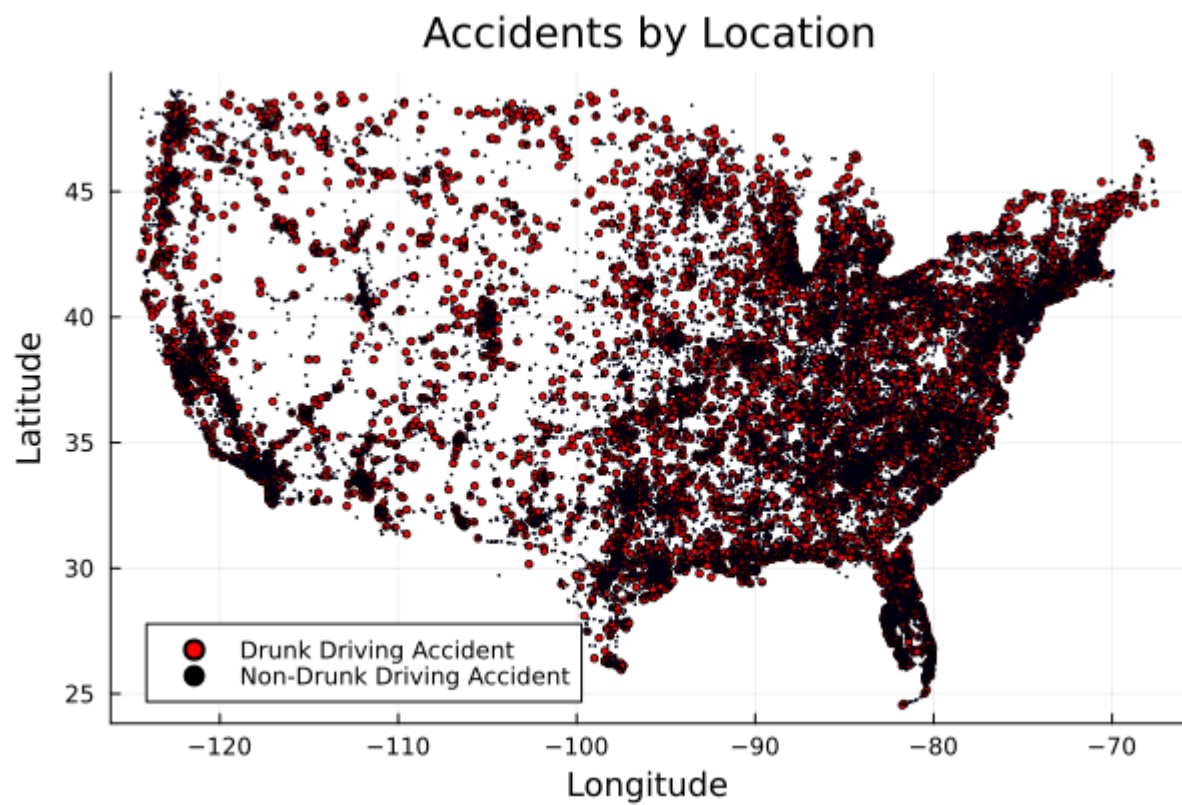 Accidents by Location
Latitude
45
40
35
30
25
Drunk Driving Accident
Non-Drunk Driving Accident
−120
−110
−100
−90
−80
−70
Longitude